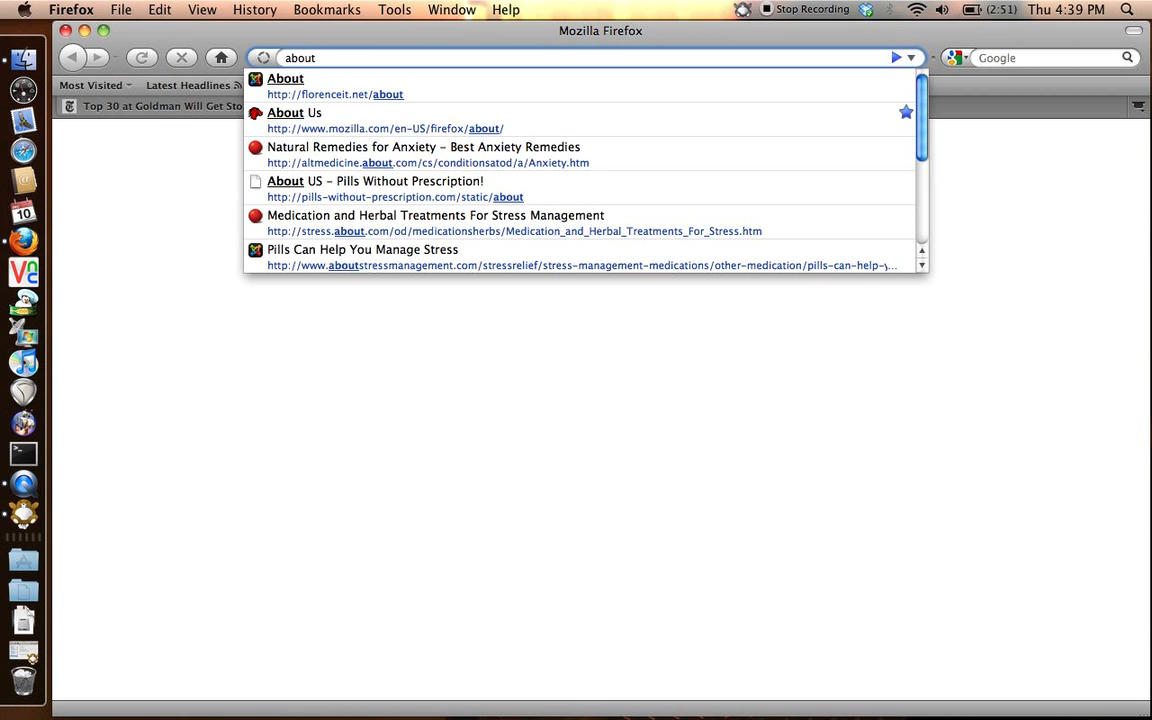 Firefox File Edit View History Bookmarks Tools Window Help Stop Recording (2:51) Thu 4:39 PM
Mozilla Firefox
about Google
Most Visited Latest Headlines
Top 30 at Goldman Will Get Sto
About
http://florenceit.net/about
About Us
http://www.mozilla.com/en-US/firefox/about/
Natural Remedies for Anxiety – Best Anxiety Remedies
http://altmedicine.about.com/cs/conditionsatod/a/Anxiety.htm
About US – Pills Without Prescription!
http://pills-without-prescription.com/static/about
Medication and Herbal Treatments For Stress Management
http://stress.about.com/od/medicationsherbs/Medication_and_Herbal_Treatments_For_Stress.htm
Pills Can Help You Manage Stress
http://www.aboutstressmanagement.com/stressrelief/stress-management-medications/other-medication/pills-can-help-y...
DEC
10